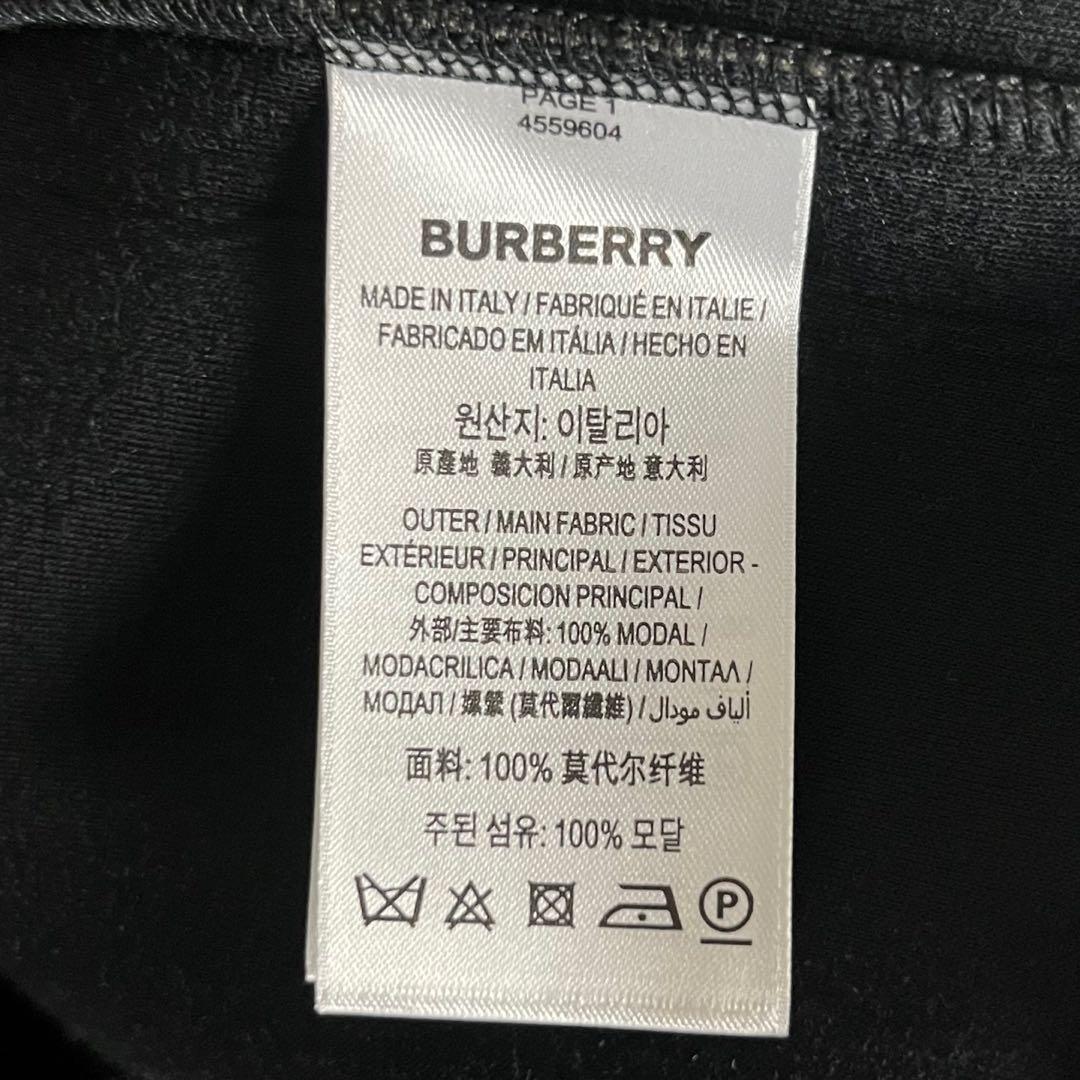 PAGE 1
4559604
BURBERRY
MADE IN ITALY / FABRIQUÉ EN ITALIE /
FABRICADO EM ITÁLIA / HECHO EN
ITALIA
원산지: 이탈리아
原產地 義大利 / 原产地 意大利
OUTER / MAIN FABRIC / TISSU
EXTÉRIEUR / PRINCIPAL / EXTERIOR -
COMPOSICION PRINCIPAL /
外部/主要布料: 100% MODAL /
MODACRILICA / MODAALI / ΜΟΝΤΑΛ /
МОДАЛ / 嫘縈 (莫代爾纖維) / ألياف مودال
面料: 100% 莫代尔纤维
주된 섬유: 100% 모달
P